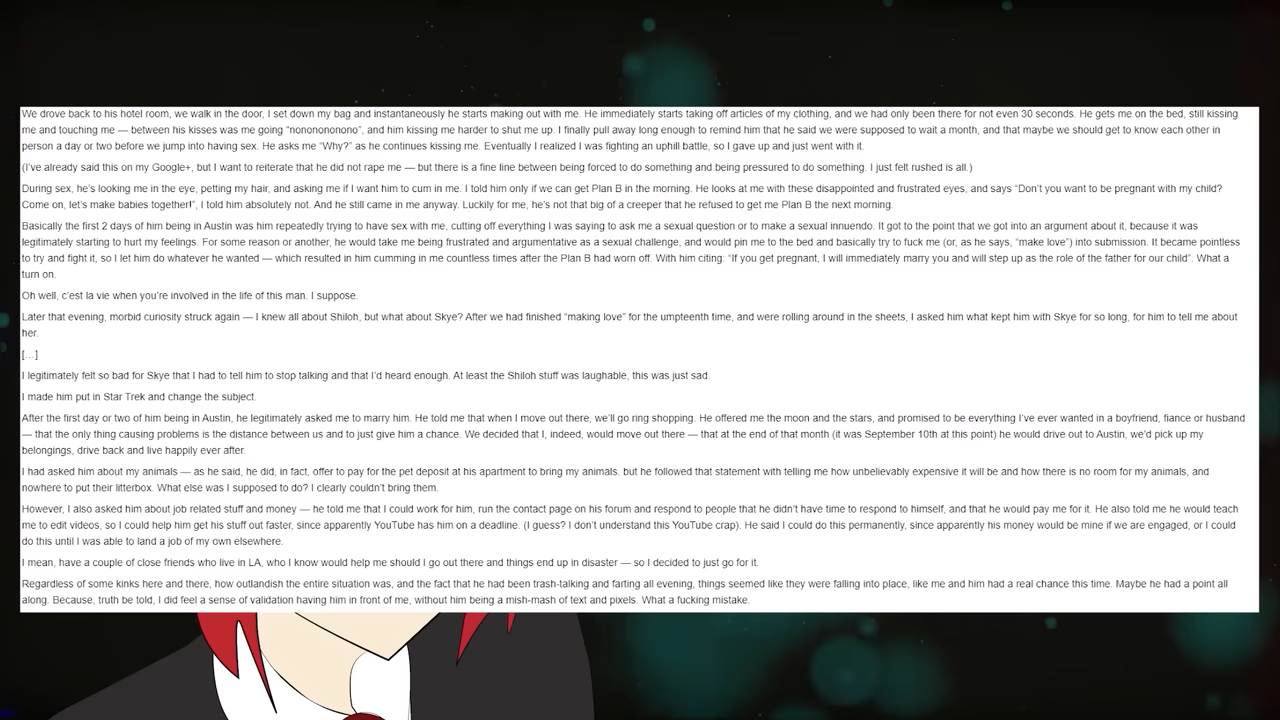 We drove back to his hotel room, we walk in the door, I set down my bag and instantaneously he starts making out with me. He immediately starts taking off articles of my clothing, and we had only been there for not even 30 seconds. He gets me on the bed, still kissing
me and touching me — between his kisses was me going “nonononono”, and him kissing me harder to shut me up. I finally pull away long enough to remind him that he said we were supposed to wait a month, and that maybe we should get to know each other in
person a day or two before we jump into having sex. He asks me “Why?” as he continues kissing me. Eventually I realized I was fighting an uphill battle, so I gave up and just went with it.
(I’ve already said this on my Google+, but I want to reiterate that he did not rape me — but there is a fine line between being forced to do something and being pressured to do something. I just felt rushed is all.)
During sex, he’s looking me in the eye, petting my hair, and asking me if I want him to cum in me. I told him only if we can get Plan B in the morning. He looks at me with these disappointed and frustrated eyes, and says “Don’t you want to be pregnant with my child?
Come on, let’s make babies together!”, I told him absolutely not. And he still came in me anyway. Luckily for me, he’s not that big of a creeper that he refused to get me Plan B the next morning.
Basically the first 2 days of him being in Austin was him repeatedly trying to have sex with me, cutting off everything I was saying to ask me a sexual question or to make a sexual innuendo. It got to the point that we got into an argument about it, because it was
legitimately starting to hurt my feelings. For some reason or another, he would take me being frustrated and argumentative as a sexual challenge, and would pin me to the bed and basically try to fuck me (or, as he says, “make love”) into submission. It became pointless
to try and fight it, so I let him do whatever he wanted — which resulted in him cumming in me countless times after the Plan B had worn off. With him citing: “If you get pregnant, I will immediately marry you and will step up as the role of the father for our child”. What a
turn on.
Oh well, c’est la vie when you’re involved in the life of this man. I suppose.
Later that evening, morbid curiosity struck again — I knew all about Shiloh, but what about Skye? After we had finished “making love” for the umpteenth time, and were rolling around in the sheets, I asked him what kept him with Skye for so long, for him to tell me about
her.
[…]
I legitimately felt so bad for Skye that I had to tell him to stop talking and that I’d heard enough. At least the Shiloh stuff was laughable, this was just sad.
I made him put in Star Trek and change the subject.
After the first day or two of him being in Austin, he legitimately asked me to marry him. He told me that when I move out there, we’ll go ring shopping. He offered me the moon and the stars, and promised to be everything I’ve ever wanted in a boyfriend, fiance or husband
— that the only thing causing problems is the distance between us and to just give him a chance. We decided that I, indeed, would move out there — that at the end of that month (it was September 10th at this point) he would drive out to Austin, we’d pick up my
belongings, drive back and live happily ever after.
I had asked him about my animals — as he said, he did, in fact, offer to pay for the pet deposit at his apartment to bring my animals. but he followed that statement with telling me how unbelievably expensive it will be and how there is no room for my animals, and
nowhere to put their litterbox. What else was I supposed to do? I clearly couldn’t bring them.
However, I also asked him about job related stuff and money — he told me that I could work for him, run the contact page on his forum and respond to people that he didn’t have time to respond to himself, and that he would pay me for it. He also told me he would teach
me to edit videos, so I could help him get his stuff out faster, since apparently YouTube has him on a deadline. (I guess? I don’t understand this YouTube crap). He said I could do this permanently, since apparently his money would be mine if we are engaged, or I could
do this until I was able to land a job of my own elsewhere.
I mean, have a couple of close friends who live in LA, who I know would help me should I go out there and things end up in disaster — so I decided to just go for it.
Regardless of some kinks here and there, how outlandish the entire situation was, and the fact that he had been trash-talking and farting all evening, things seemed like they were falling into place, like me and him had a real chance this time. Maybe he had a point all
along. Because, truth be told, I did feel a sense of validation having him in front of me, without him being a mish-mash of text and pixels. What a fucking mistake.